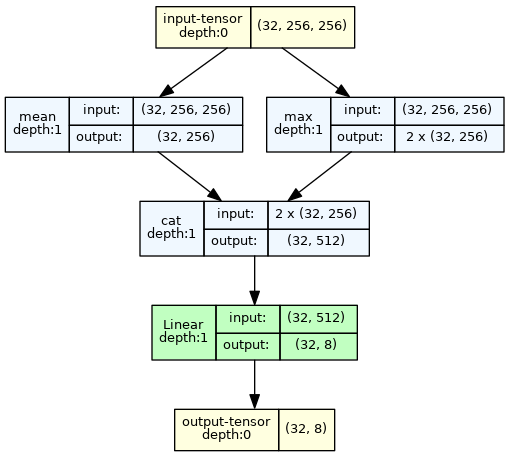 input-tensor
depth:0
(32, 256, 256)
mean
depth:1
input:
(32, 256, 256)
output:
(32, 256)
max
depth:1
input:
(32, 256, 256)
output:
2 x (32, 256)
cat
depth:1
input:
2 x (32, 256)
output:
(32, 512)
Linear
depth:1
input:
(32, 512)
output:
(32, 8)
output-tensor
depth:0
(32, 8)